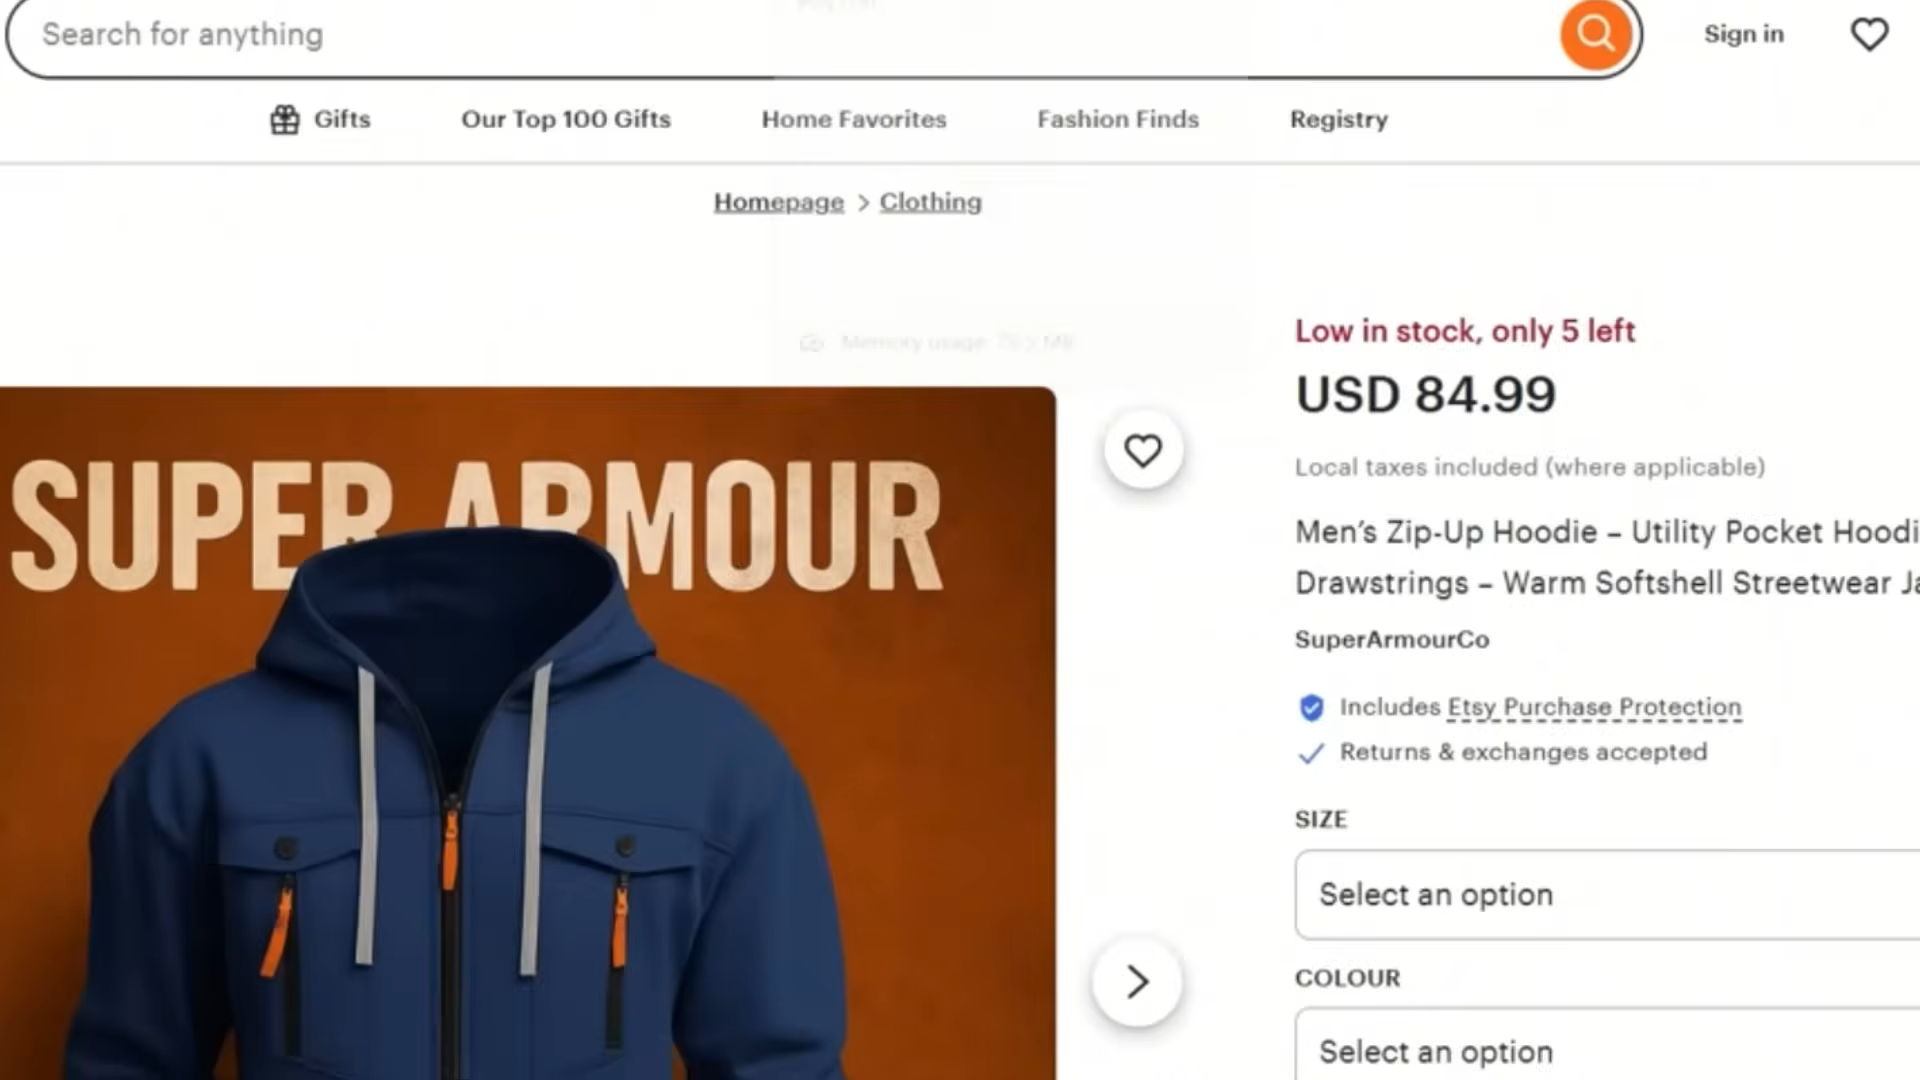 Search for anything
Sign in
Gifts
Our Top 100 Gifts
Home Favorites
Fashion Finds
Registry
Homepage > Clothing
Memory usage: MB
Low in stock, only 5 left
USD 84.99
Local taxes included (where applicable)
SUPER ARMOUR
Men’s Zip-Up Hoodie – Utility Pocket Hoodi
Drawstrings – Warm Softshell Streetwear Ja
SuperArmourCo
Includes Etsy Purchase Protection
Returns & exchanges accepted
SIZE
Select an option
COLOUR
Select an option